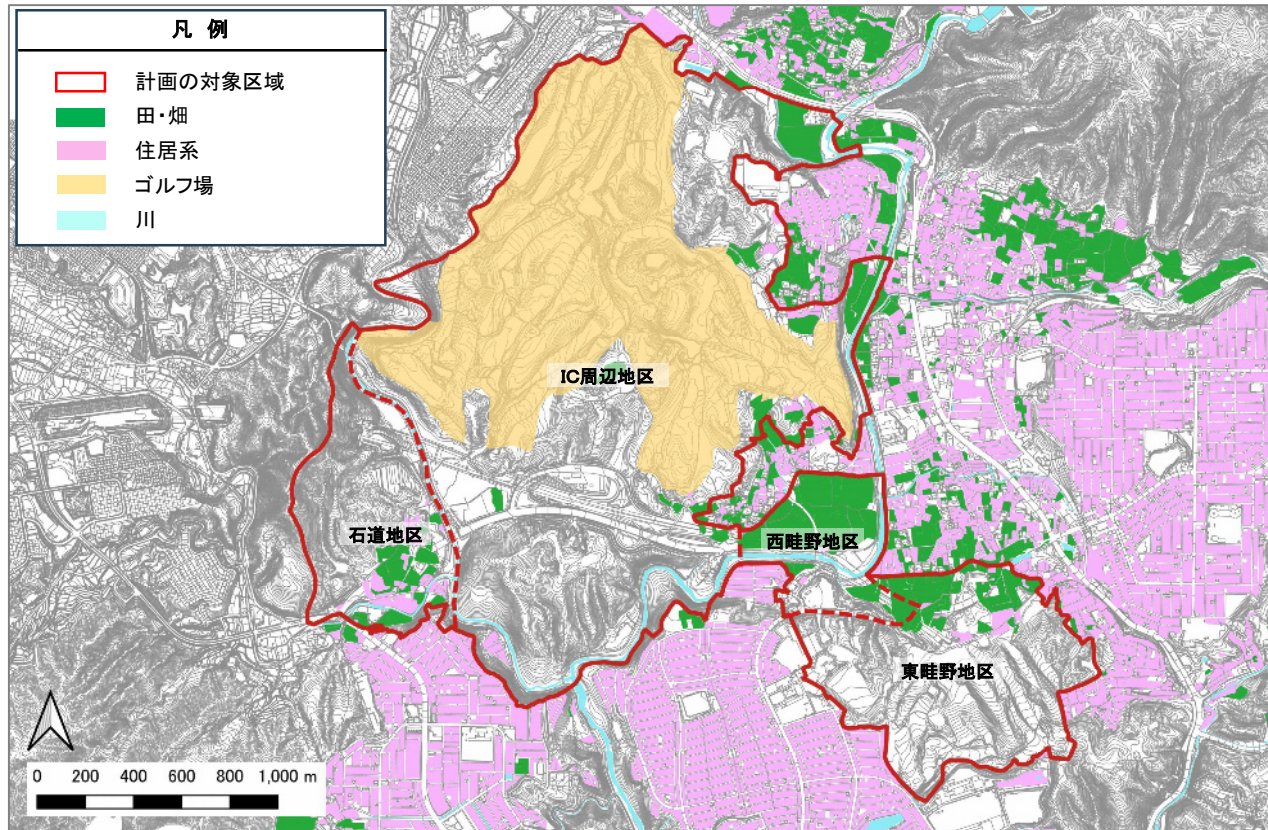 凡 例
計画の対象区域
田・畑
住居系
ゴルフ場
川
IC周辺地区
石道地区
西畦野地区
東畦野地区
0 200 400 600 800 1,000 m